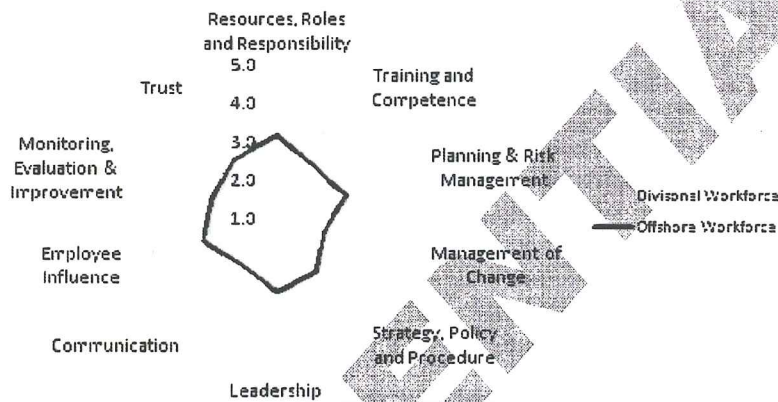 Resources, Roles
and Responsibility
5.0
Trust
Training and
Competence
4.0
Monitoring,
Evaluation &
Improvement
3.0
Planning & Risk
Management
2.0
Divisonal Workforce
1.0
Offshore Workforce
Employee
Influence
Management of
Change
Communication
Strategy, Policy
and Procedure
Leadership
ENTIA